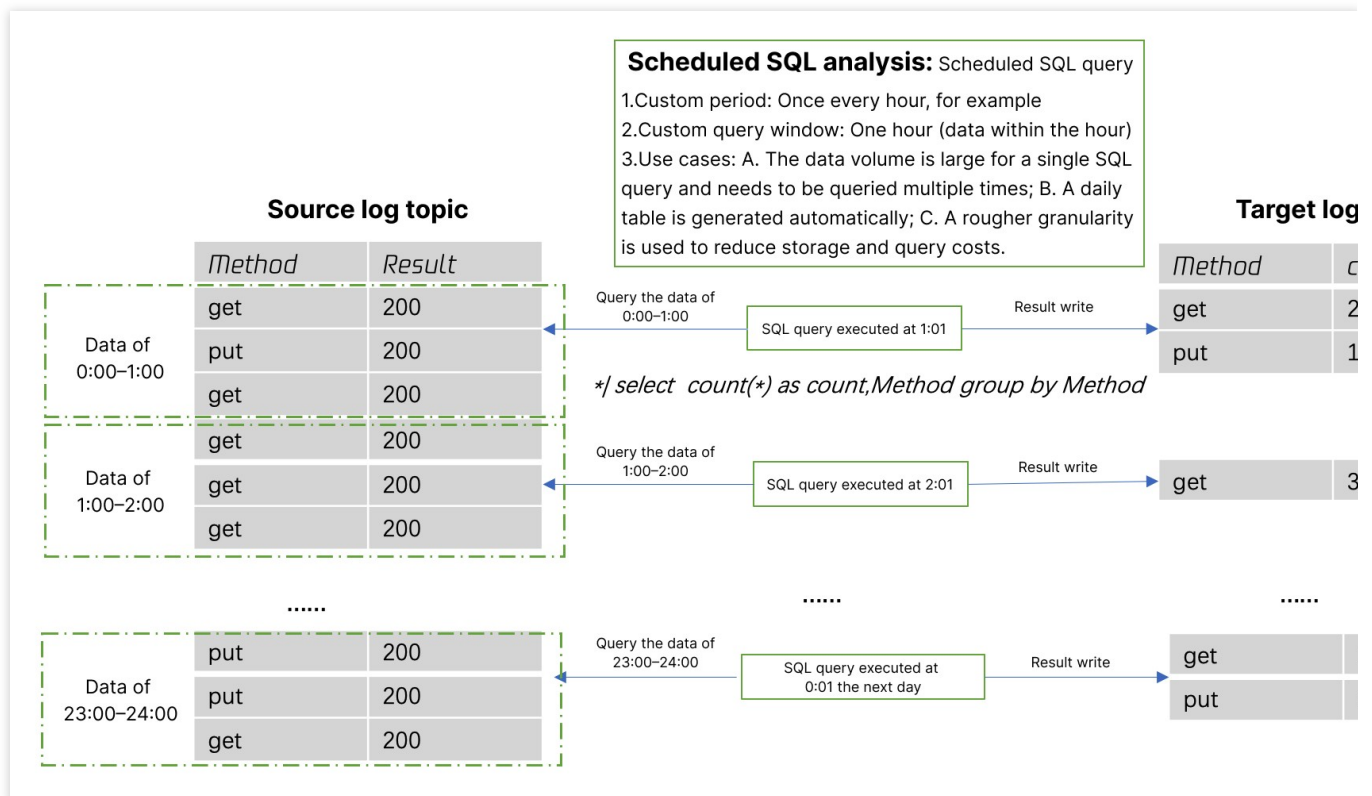 Scheduled SQL analysis: Scheduled SQL query
1.Custom period: Once every hour, for example
2.Custom query window: One hour (data within the hour)
3.Use cases: A. The data volume is large for a single SQL
query and needs to be queried multiple times; B. A daily
table is generated automatically; C. A rougher granularity
is used to reduce storage and query costs.
Source log topic
Method Result
Data of
0:00–1:00
get 200
put 200
get 200
Data of
1:00–2:00
get 200
get 200
get 200
......
Data of
23:00–24:00
put 200
put 200
get 200
Query the data of
0:00–1:00
SQL query executed at 1:01
Result write
*| select count(*) as count,Method group by Method
Query the data of
1:00–2:00
SQL query executed at 2:01
Result write
......
Query the data of
23:00–24:00
SQL query executed at
0:01 the next day
Result write
Target log
Method c
get 2
put 1
get 3
......
get
put